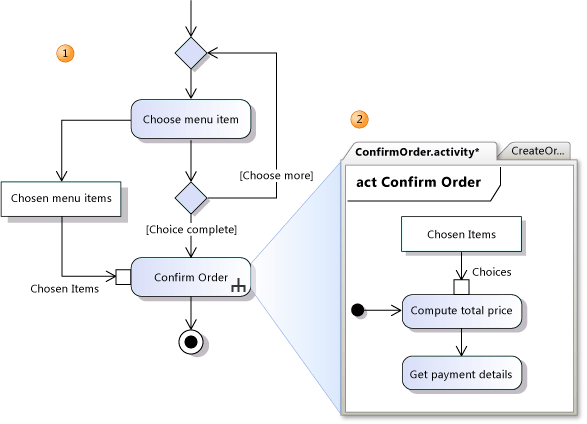 1
Choose menu item
[Choose more]
Chosen menu items
[Choice complete]
Chosen Items
Confirm Order
2
ConfirmOrder.activity*
CreateOr...
act Confirm Order
Chosen Items
Choices
Compute total price
Get payment details